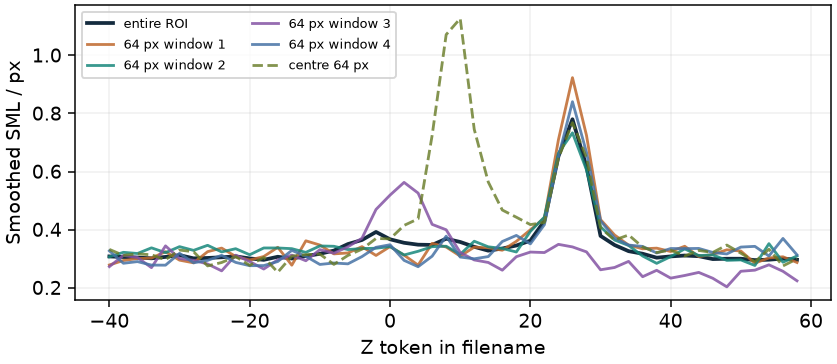 entire ROI
64 px window 1
64 px window 2
64 px window 3
64 px window 4
centre 64 px
Smoothed SML / px
1.0
0.8
0.6
0.4
0.2
−40
−20
0
20
40
60
Z token in filename